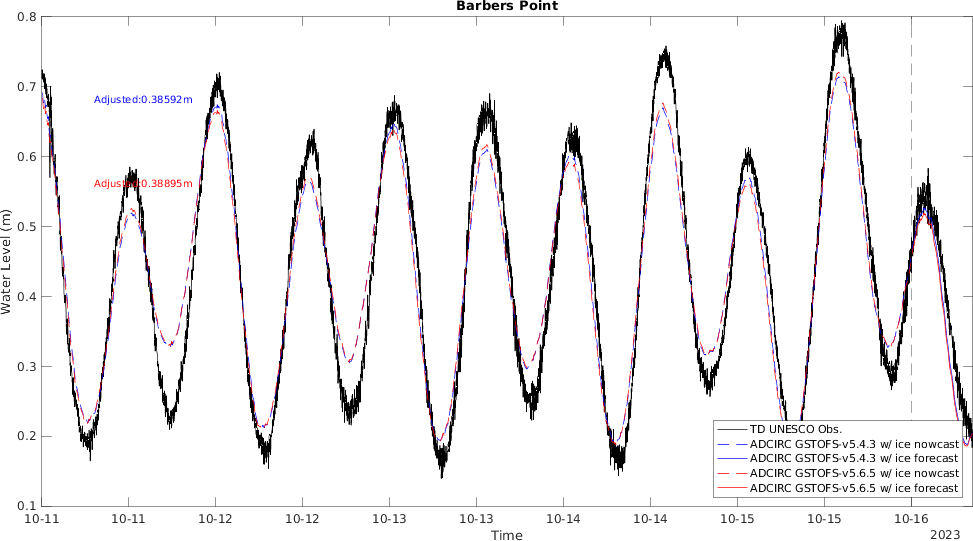 Barbers Point
0.8
0.7
0.6
0.5
0.4
0.3
0.2
0.1
Water Level (m)
Adjusted:0.38592m
Adjusted:0.38895m
TD UNESCO Obs.
ADCIRC GSTOFS-v5.4.3 w/ ice nowcast
ADCIRC GSTOFS-v5.4.3 w/ ice forecast
ADCIRC GSTOFS-v5.6.5 w/ ice nowcast
ADCIRC GSTOFS-v5.6.5 w/ ice forecast
10-11 10-11 10-12 10-12 10-13 10-13 10-14 10-14 10-15 10-15 10-16
Time
2023